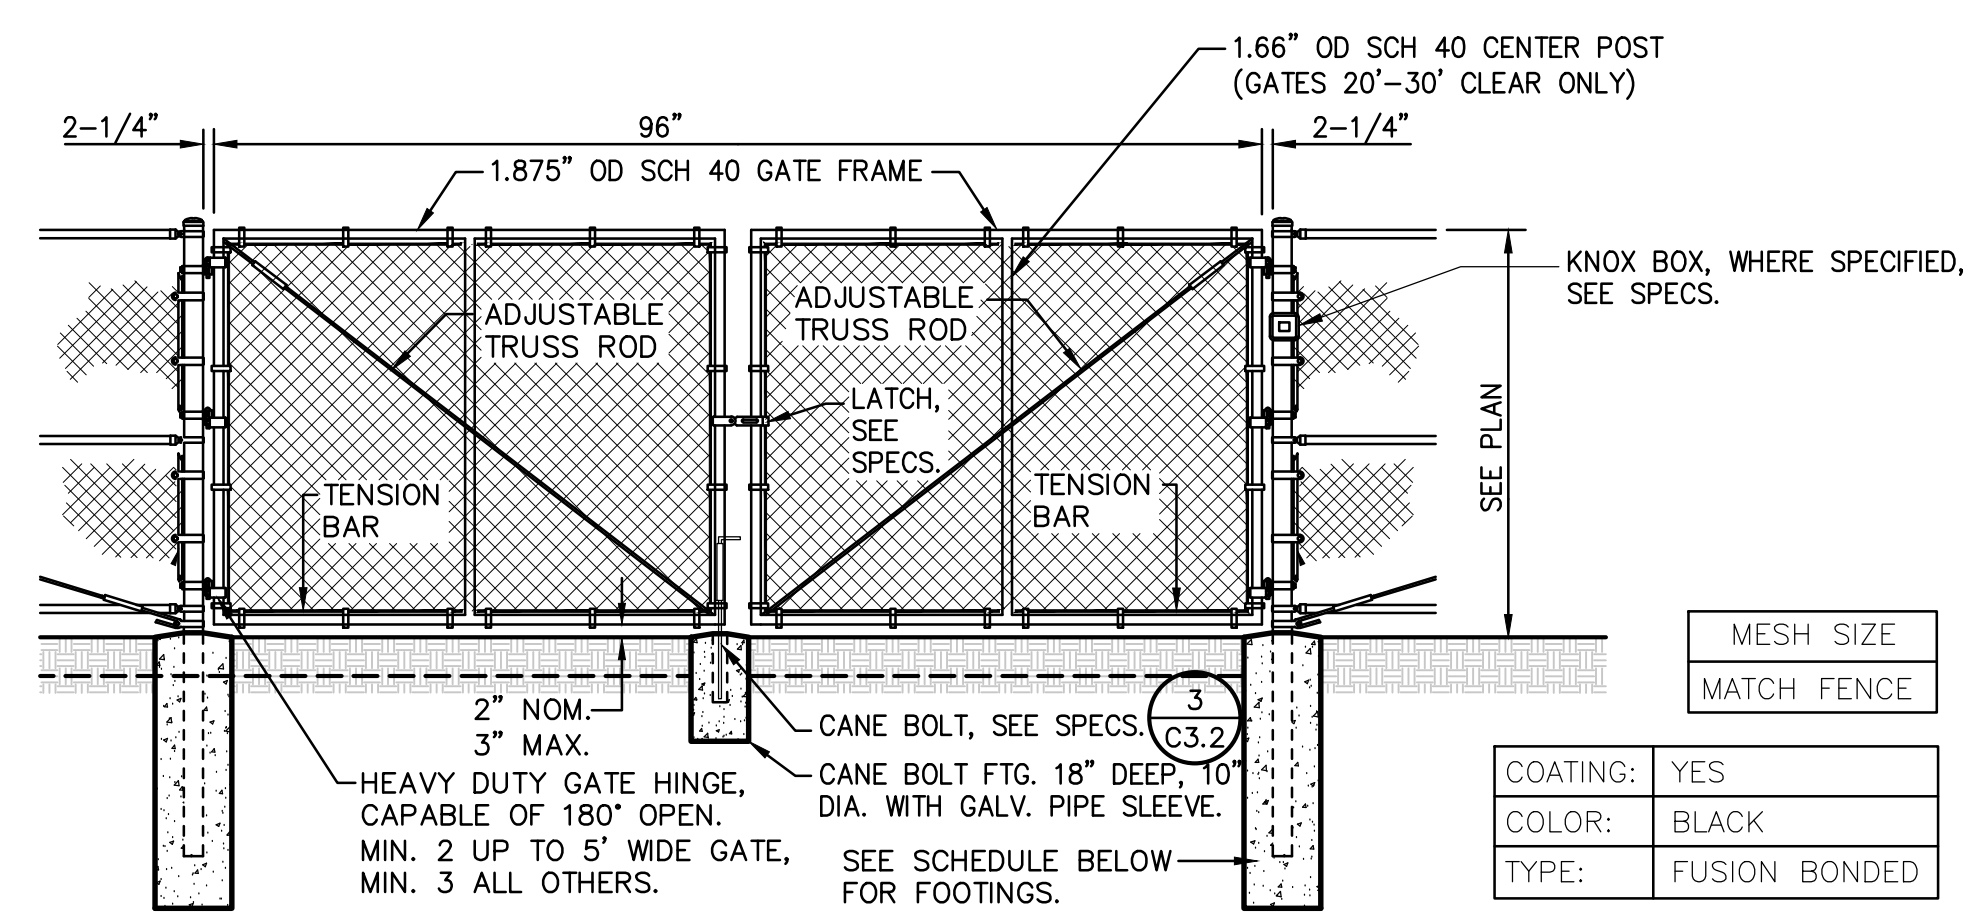 1.66” OD SCH 40 CENTER POST
(GATES 20’-30’ CLEAR ONLY)
2-1/4”
96”
2-1/4”
1.875” OD SCH 40 GATE FRAME
KNOX BOX, WHERE SPECIFIED,
SEE SPECS.
ADJUSTABLE
TRUSS ROD
ADJUSTABLE
TRUSS ROD
LATCH,
SEE
SPECS.
SEE PLAN
TENSION
BAR
TENSION
BAR
2” NOM.
3” MAX.
CANE BOLT, SEE SPECS.
3
C3.2
CANE BOLT FTG. 18” DEEP, 10”
DIA. WITH GALV. PIPE SLEEVE.
HEAVY DUTY GATE HINGE,
CAPABLE OF 180° OPEN.
MIN. 2 UP TO 5’ WIDE GATE,
MIN. 3 ALL OTHERS.
SEE SCHEDULE BELOW
FOR FOOTINGS.
MESH SIZE
MATCH FENCE
COATING: YES
COLOR: BLACK
TYPE: FUSION BONDED